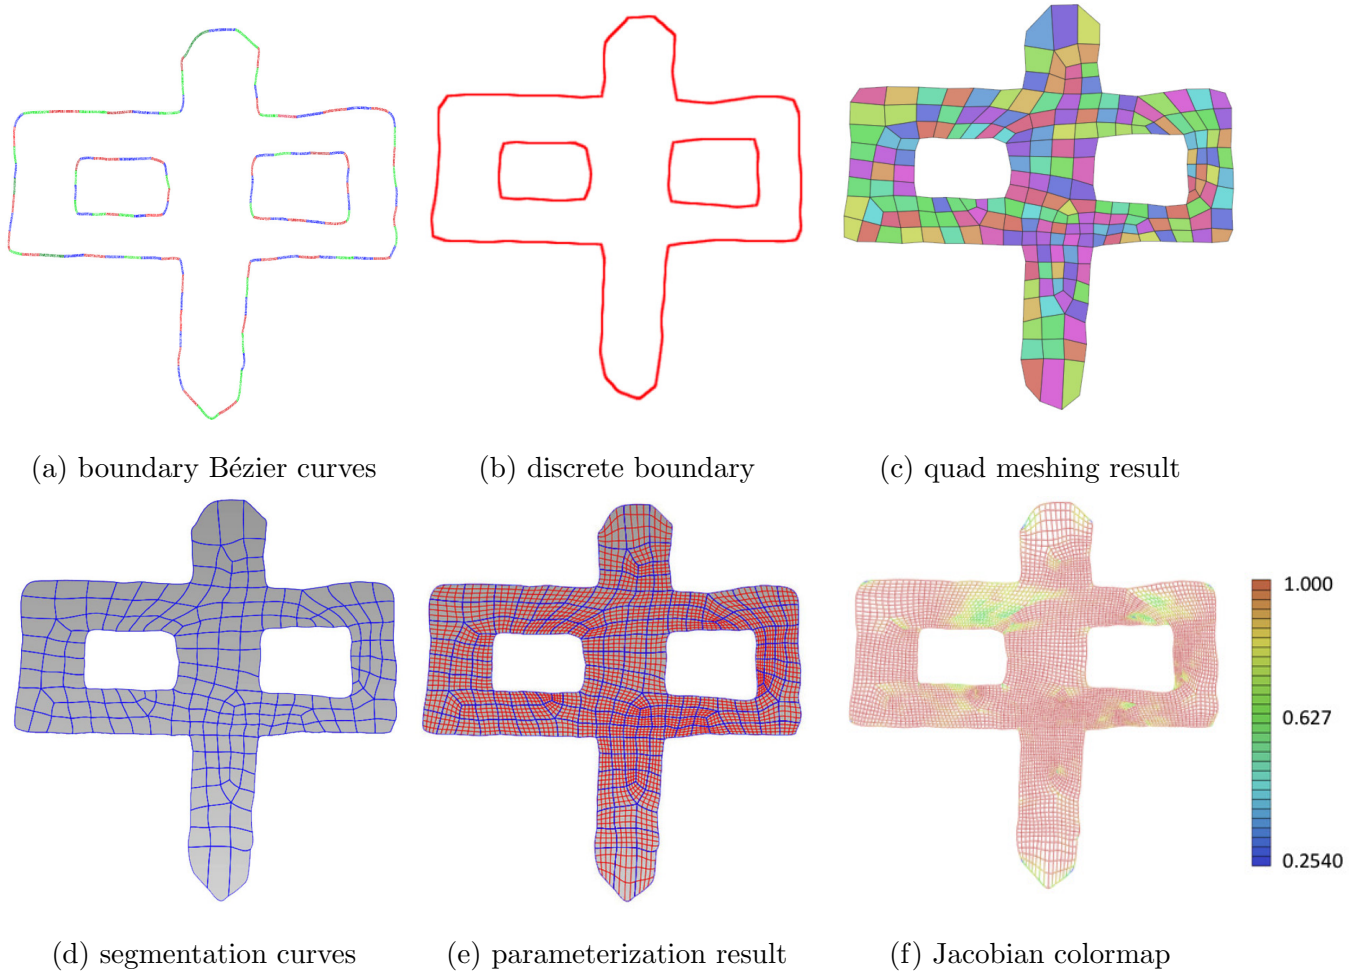 (a) boundary Bézier curves
(b) discrete boundary
(c) quad meshing result
1.000
0.627
0.2540
(d) segmentation curves
(e) parameterization result
(f) Jacobian colormap